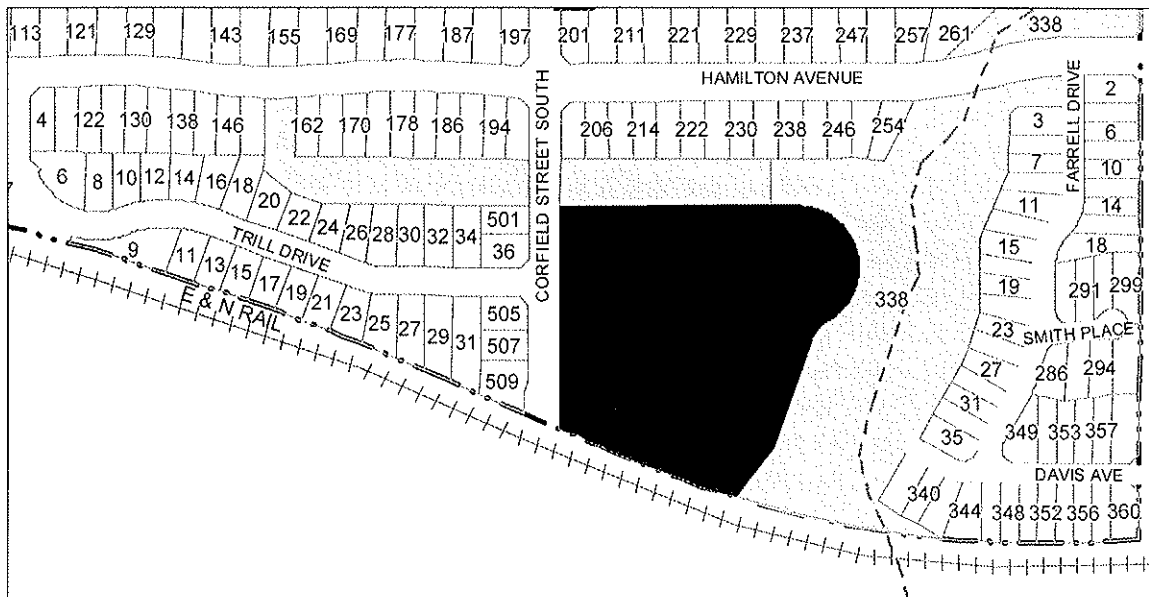 113 121 129 143 155 169 177 187 197 201 211 221 229 237 247 257 261 338
HAMILTON AVENUE
4 122 130 138 146 162 170 178 186 194 206 214 222 230 238 246 254
FARRELL DRIVE
2
3
6
6 8 10 12 14 16 18 20 22 24 26 28 30 32 34
501
36
7
10
11
14
CORFIELD STREET SOUTH
TRILL DRIVE
9 11 13 15 17 19 21 23 25 27 29 31
505
507
509
E & N RAIL
338
15
18
19
291 299
23
SMITH PLACE
27
286 294
31
35
349 353 357
DAVIS AVE
340 344 348 352 356 360